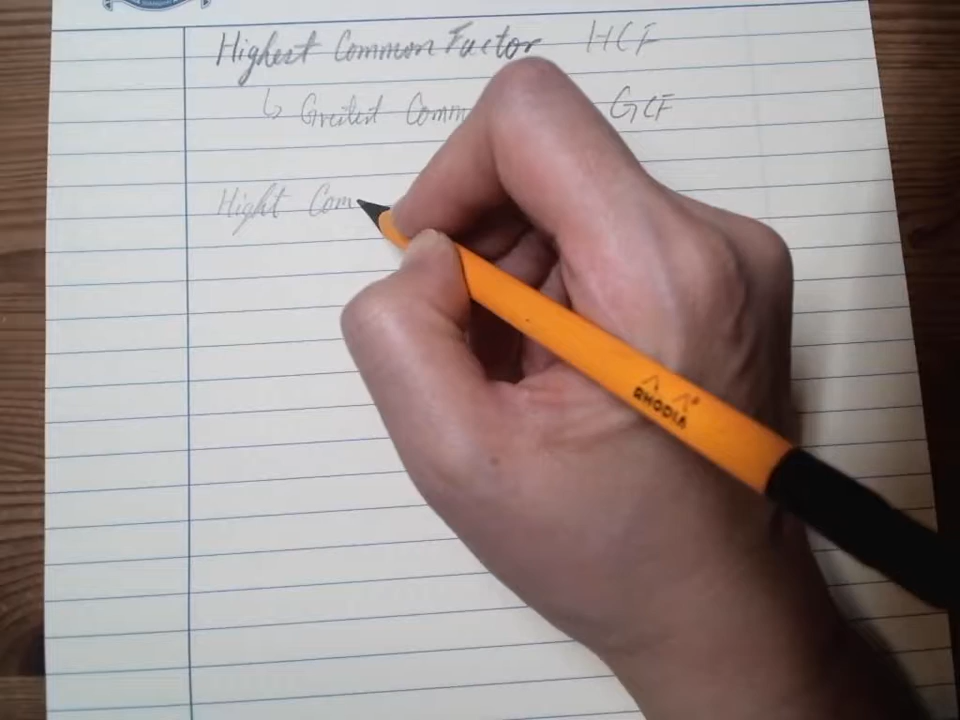 Highest Common Factor HCF
↳ Greatest Comm GCF
Hight Com
RHODIA